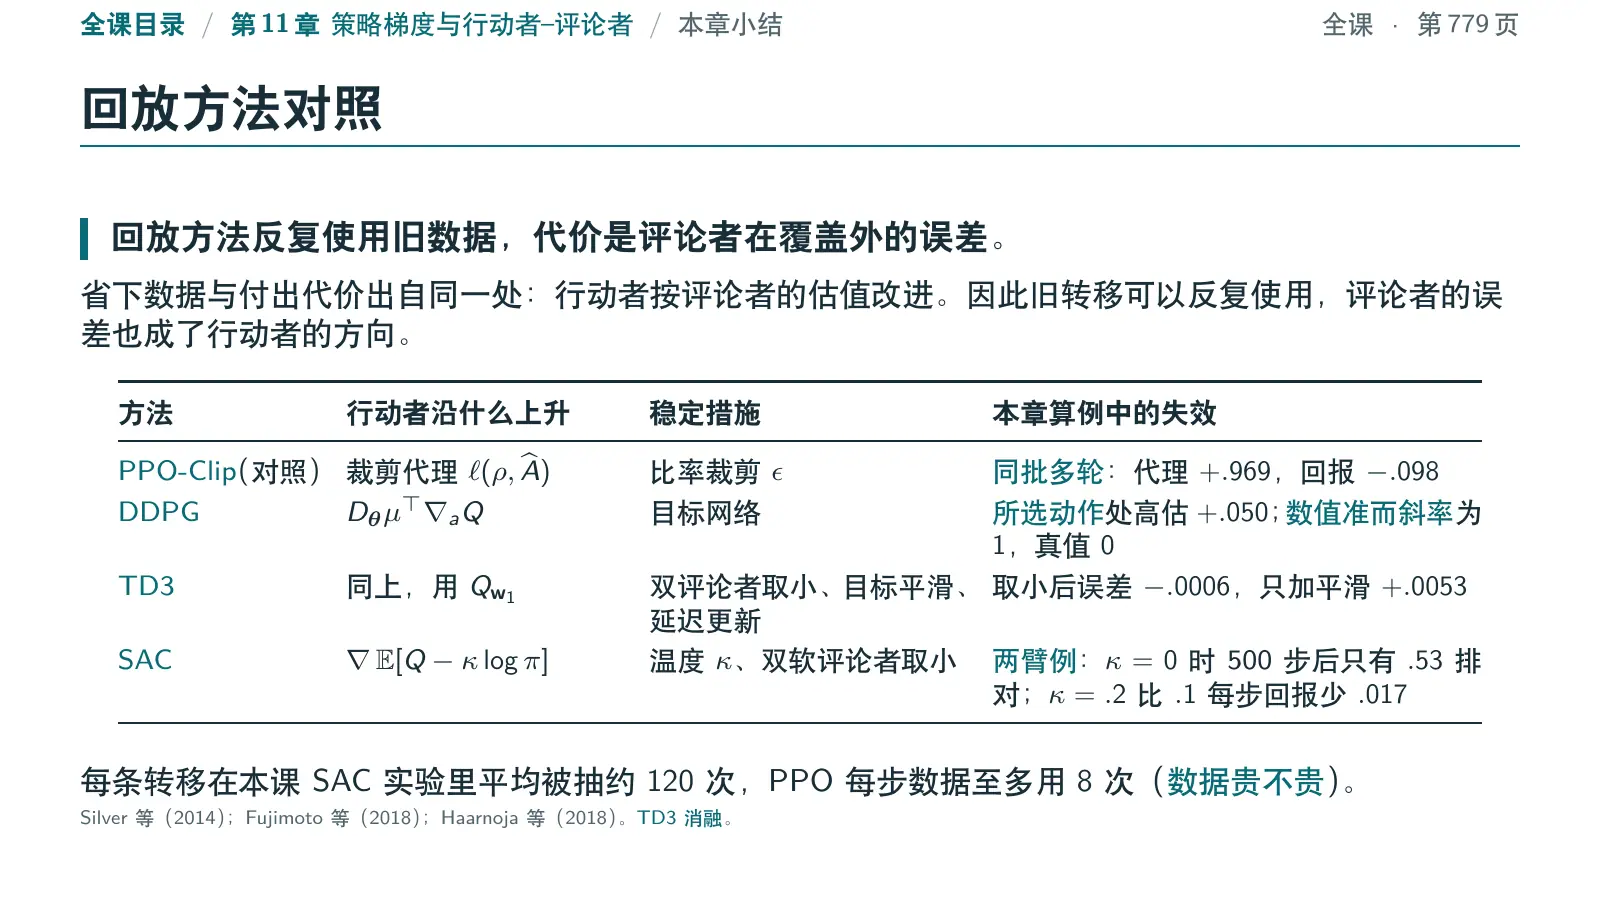 全课目录 / 第 11 章 策略梯度与行动者–评论者 / 本章小结 全课 · 第 779 页
回放方法对照
回放方法反复使用旧数据，代价是评论者在覆盖外的误差。
省下数据与付出代价出自同一处：行动者按评论者的估值改进。因此旧转移可以反复使用，评论者的误
差也成了行动者的方向。
方法 行动者沿什么上升 稳定措施 本章算例中的失效
PPO-Clip(对照) 裁剪代理 ℓ(ρ, Â) 比率裁剪 ϵ 同批多轮：代理 +.969，回报 −.098
DDPG D_θ μ^⊤ ∇_a Q 目标网络 所选动作处高估 +.050；数值准而斜率为
1，真值 0
TD3 同上，用 Q_{w_1} 双评论者取小、目标平滑、 取小后误差 −.0006，只加平滑 +.0053
延迟更新
SAC ∇ 𝔼[Q − κ log π] 温度 κ、双软评论者取小 两臂例：κ = 0 时 500 步后只有 .53 排
对；κ = .2 比 .1 每步回报少 .017
每条转移在本课 SAC 实验里平均被抽约 120 次，PPO 每步数据至多用 8 次（数据贵不贵）。
Silver 等（2014）；Fujimoto 等（2018）；Haarnoja 等（2018）。TD3 消融。